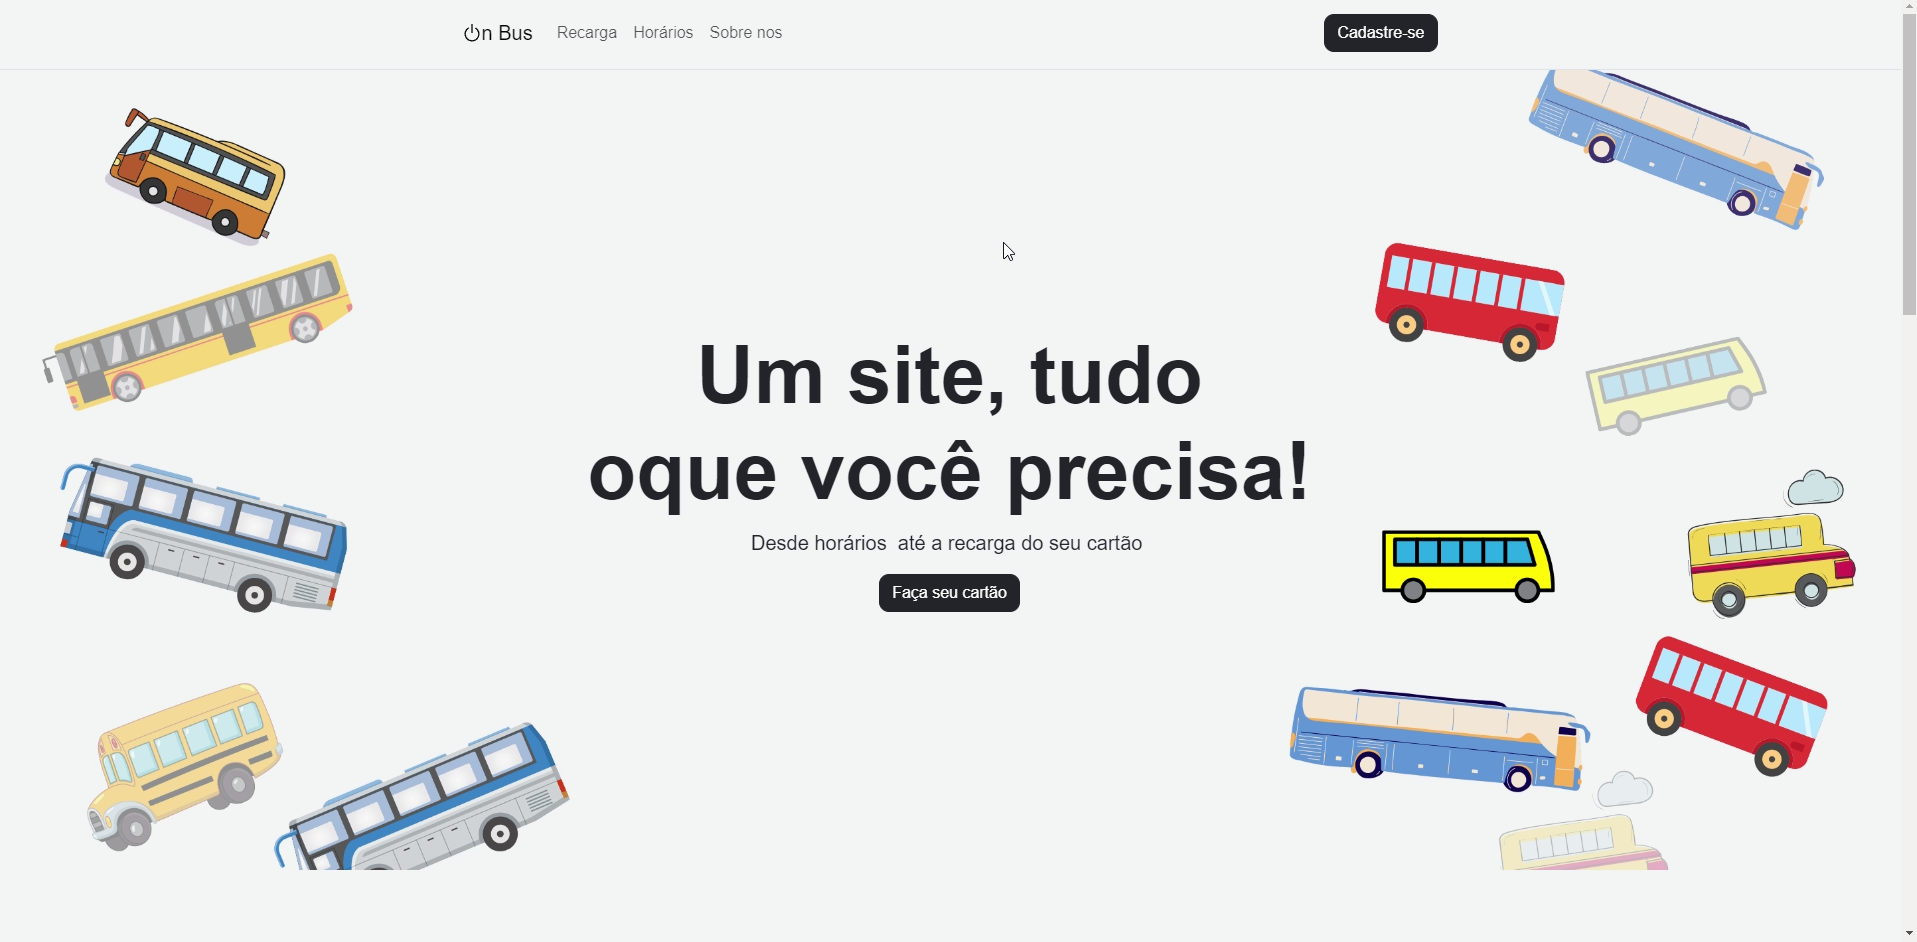 On Bus Recarga Horários Sobre nos Cadastre-se
Um site, tudo
oque você precisa!
Desde horários até a recarga do seu cartão
Faça seu cartão